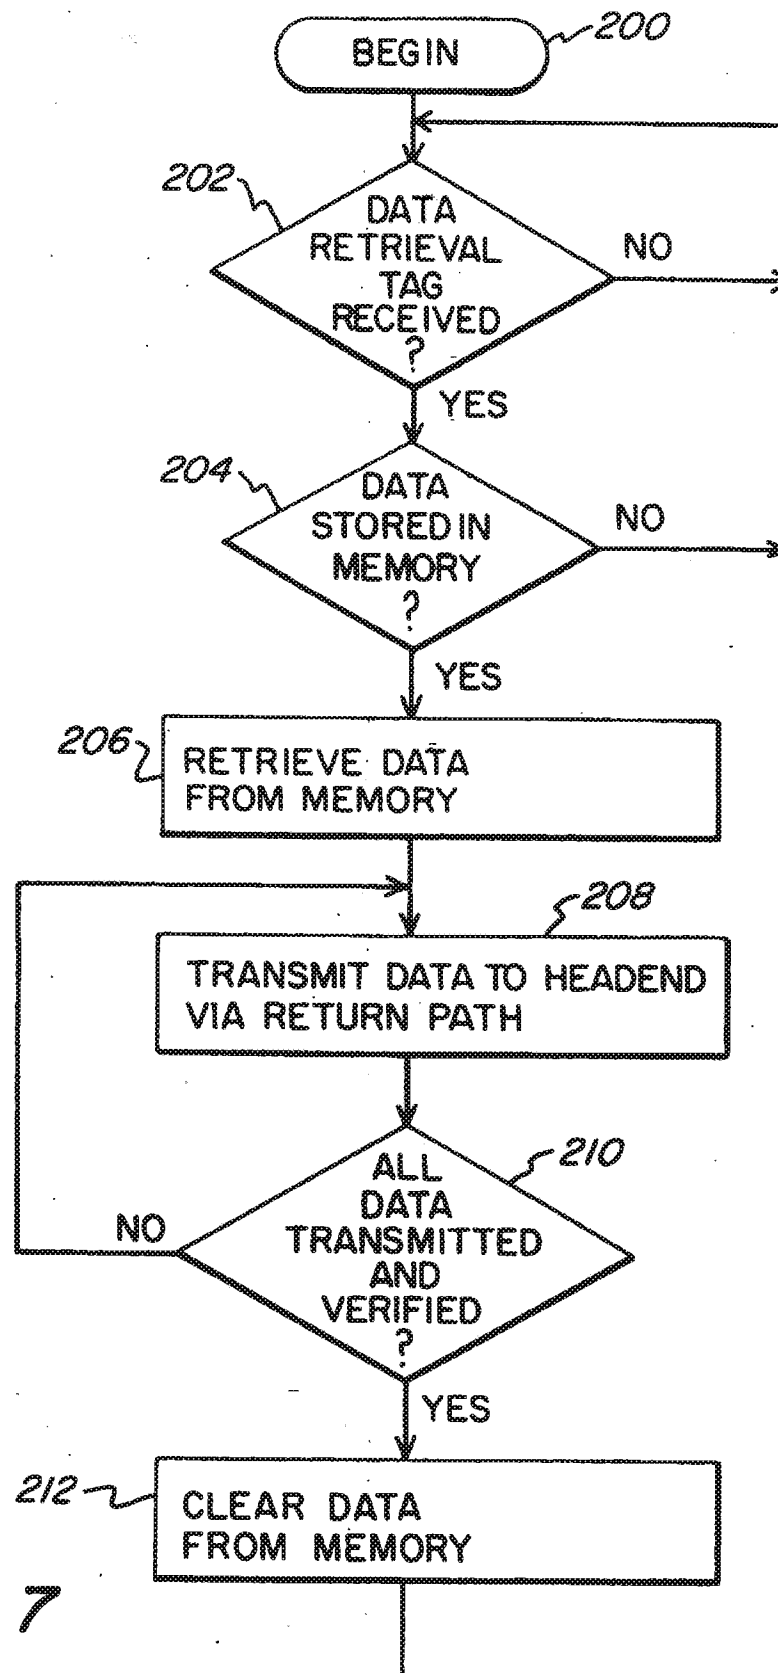 BEGIN
200
202
DATA
RETRIEVAL
TAG
RECEIVED
?
NO
YES
204
DATA
STORED IN
MEMORY
?
NO
YES
206
RETRIEVE DATA
FROM MEMORY
208
TRANSMIT DATA TO HEADEND
VIA RETURN PATH
210
ALL
DATA
TRANSMITTED
AND
VERIFIED
?
NO
YES
212
CLEAR DATA
FROM MEMORY
7